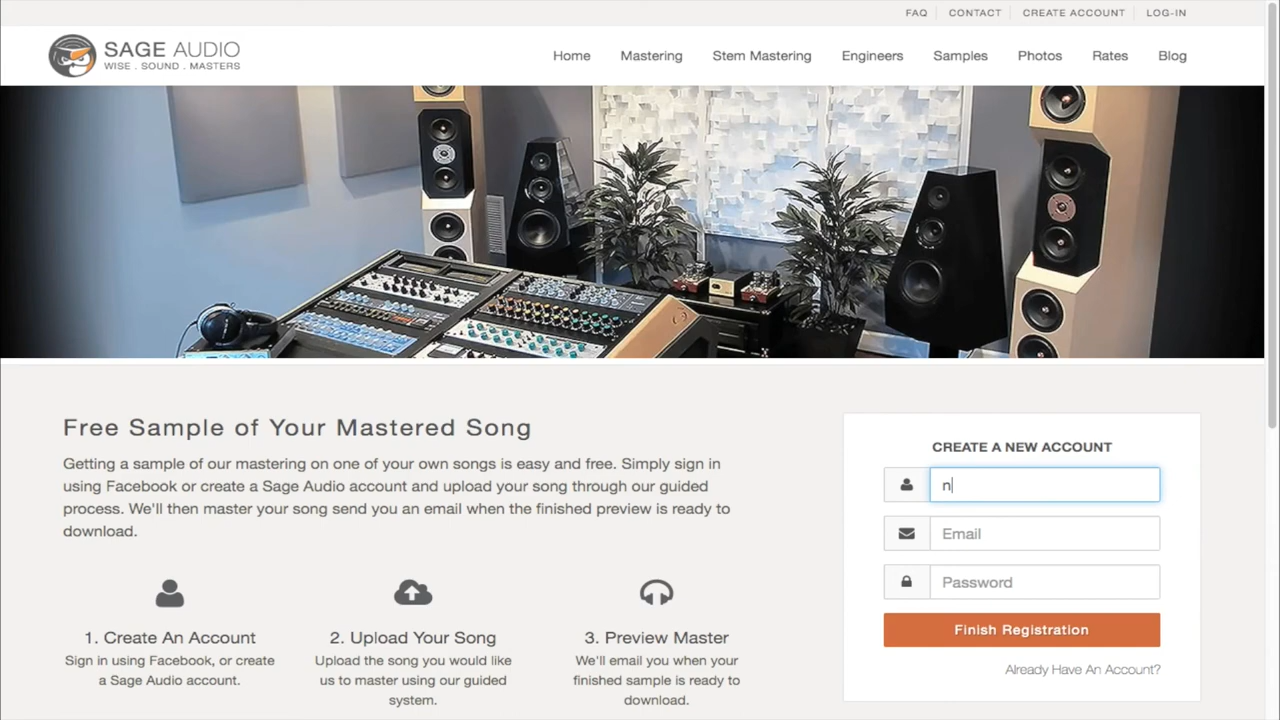 FAQ CONTACT CREATE ACCOUNT LOG-IN
SAGE AUDIO
WISE . SOUND . MASTERS
Home Mastering Stem Mastering Engineers Samples Photos Rates Blog
Free Sample of Your Mastered Song
Getting a sample of our mastering on one of your own songs is easy and free. Simply sign in
using Facebook or create a Sage Audio account and upload your song through our guided
process. We'll then master your song send you an email when the finished preview is ready to
download.
1. Create An Account
Sign in using Facebook, or create
a Sage Audio account.
2. Upload Your Song
Upload the song you would like
us to master using our guided
system.
3. Preview Master
We'll email you when your
finished sample is ready to
download.
CREATE A NEW ACCOUNT
n
Email
Password
Finish Registration
Already Have An Account?